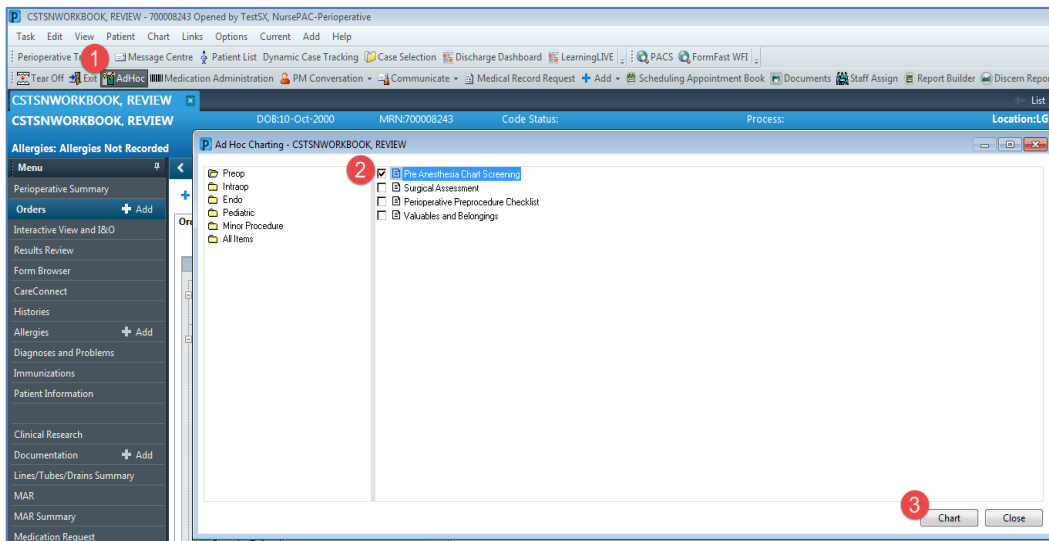 CSTSNWORKBOOK, REVIEW - 700008243 Opened by TestSX, NursePAC-Perioperative
Task Edit View Patient Chart Links Options Current Add Help
Perioperative 1 Message Centre Patient List Dynamic Case Tracking Case Selection Discharge Dashboard LearningLIVE PACS FormFast WFI
Tear Off Exit AdHoc Medication Administration PM Conversation Communicate Medical Record Request Add Scheduling Appointment Book Documents Staff Assign Report Builder Discern Repo
CSTSNWORKBOOK, REVIEW List
CSTSNWORKBOOK, REVIEW DOB:10-Oct-2000 MRN:700008243 Code Status: Process: Location:LG
Allergies: Allergies Not Recorded
Ad Hoc Charting - CSTSNWORKBOOK, REVIEW
Menu
Perioperative Summary
Orders Add
Interactive View and I&O
Results Review
Form Browser
CareConnect
Histories
Allergies Add
Diagnoses and Problems
Immunizations
Patient Information
Clinical Research
Documentation Add
Lines/Tubes/Drains Summary
MAR
MAR Summary
Medication Request
Ord
Preop
Intraop
Endo
Pediatric
Minor Procedure
All Items
2 Pre Anesthesia Chart Screening
Surgical Assessment
Perioperative Preprocedure Checklist
Valuables and Belongings
3
Chart Close